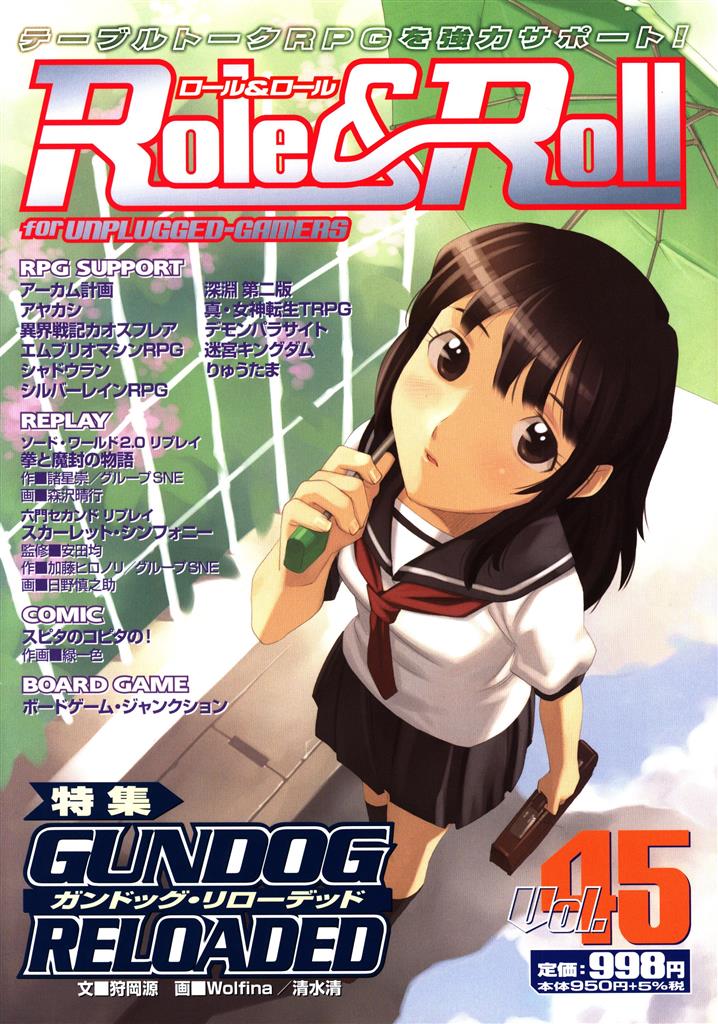 テーブルトークRPGを強力サポート!
ロール&ロール
Role&Roll
for UNPLUGGED-GAMERS
RPG SUPPORT
アーカム計画
アヤカシ
異界戦記カオスフレア
エムブリオマシンRPG
シャドウラン
シルバーレインRPG
深淵 第二版
真・女神転生TRPG
デモンパラサイト
迷宮キングダム
りゅうたま
REPLAY
ソード・ワールド2.0 リプレイ
拳と魔封の物語
作■諸星崇/グループSNE
画■森沢晴行
六門セカンド リプレイ
スカーレット・シンフォニー
監修■安田均
作■加藤ヒロノリ/グループSNE
画■日野慎之助
COMIC
スピタのコピタの!
作画■緑一色
BOARD GAME
ボードゲーム・ジャンクション
特集
GUNDOG
ガンドッグ・リローデッド
RELOADED
文■狩岡源 画■Wolfina/清水清
Vol.45
定価:998円
本体950円+5%税